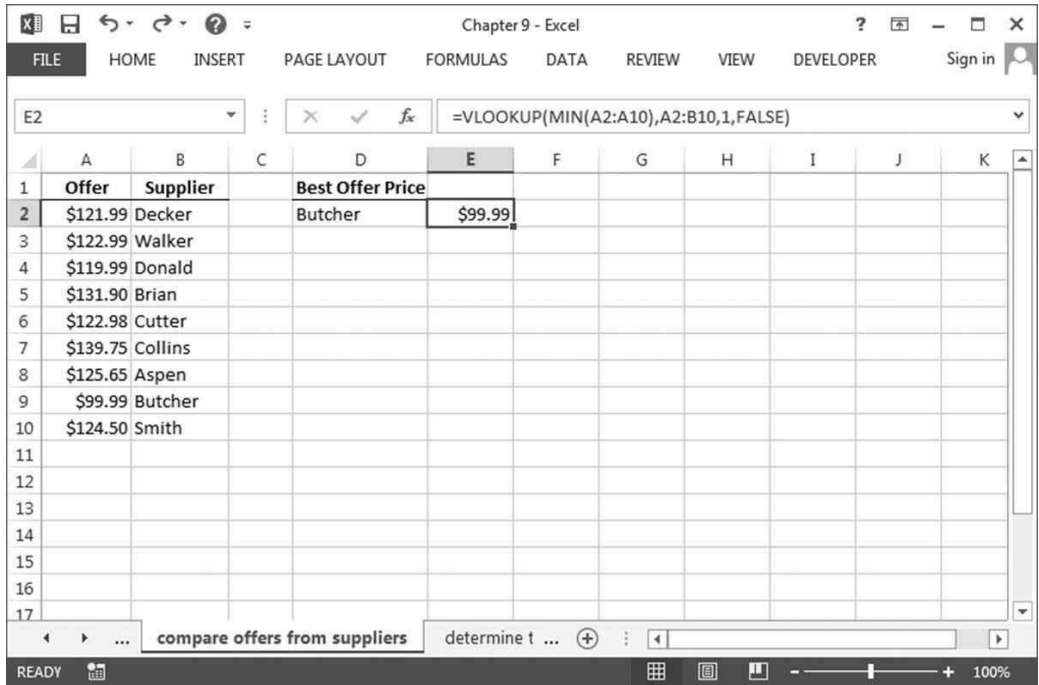 Chapter 9 - Excel
FILE HOME INSERT PAGE LAYOUT FORMULAS DATA REVIEW VIEW DEVELOPER Sign in
E2 fx =VLOOKUP(MIN(A2:A10),A2:B10,1,FALSE)
A B C D E F G H I J K
1 Offer Supplier Best Offer Price
2 $121.99 Decker Butcher $99.99
3 $122.99 Walker
4 $119.99 Donald
5 $131.90 Brian
6 $122.98 Cutter
7 $139.75 Collins
8 $125.65 Aspen
9 $99.99 Butcher
10 $124.50 Smith
11
12
13
14
15
16
17
... compare offers from suppliers determine t ...
READY 100%